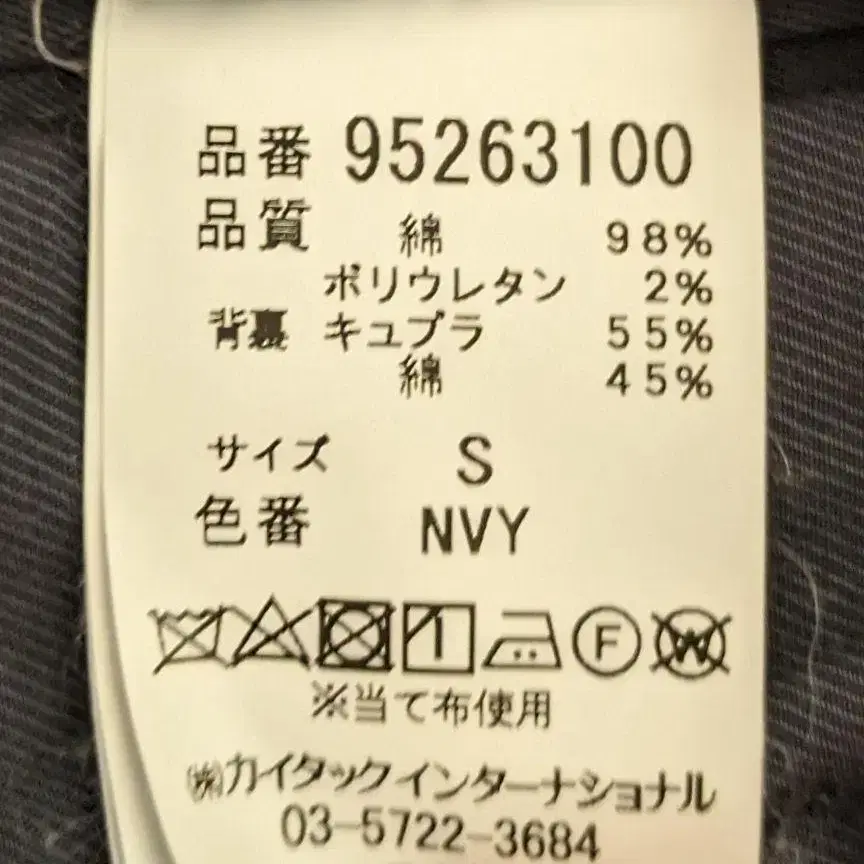 品番 95263100
品質 綿 98%
ポリウレタン 2%
背裏 キュプラ 55%
綿 45%
サイズ S
色番 NVY
F W
※当て布使用
㈱カイタックインターナショナル
03-5722-3684